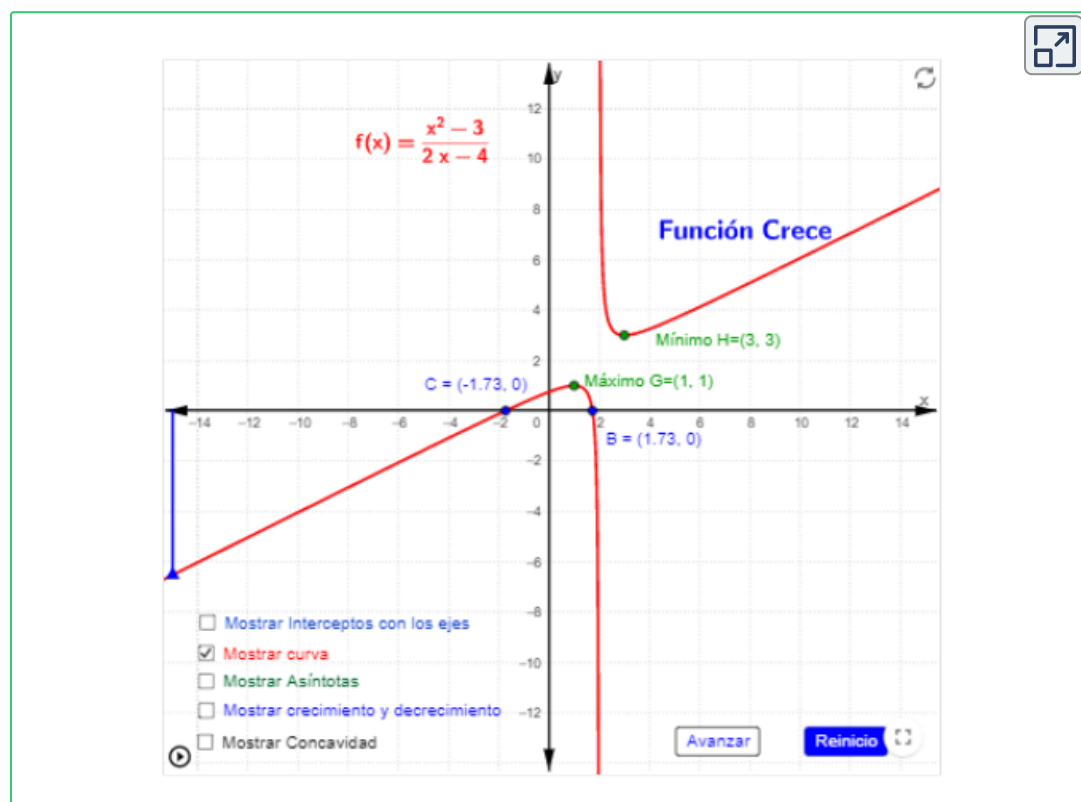 y
12
f(x) = \frac{x^2 − 3}{2 x − 4}
10
8
Función Crece
6
4
Mínimo H=(3, 3)
2
C = (-1.73, 0)
Máximo G=(1, 1)
x
−14 −12 −10 −8 −6 −4 −2 0 2 4 6 8 10 12 14
B = (1.73, 0)
−2
−4
−6
−8
Mostrar Interceptos con los ejes
Mostrar curva
−10
Mostrar Asíntotas
Mostrar crecimiento y decrecimiento
−12
Mostrar Concavidad
Avanzar
Reinicio